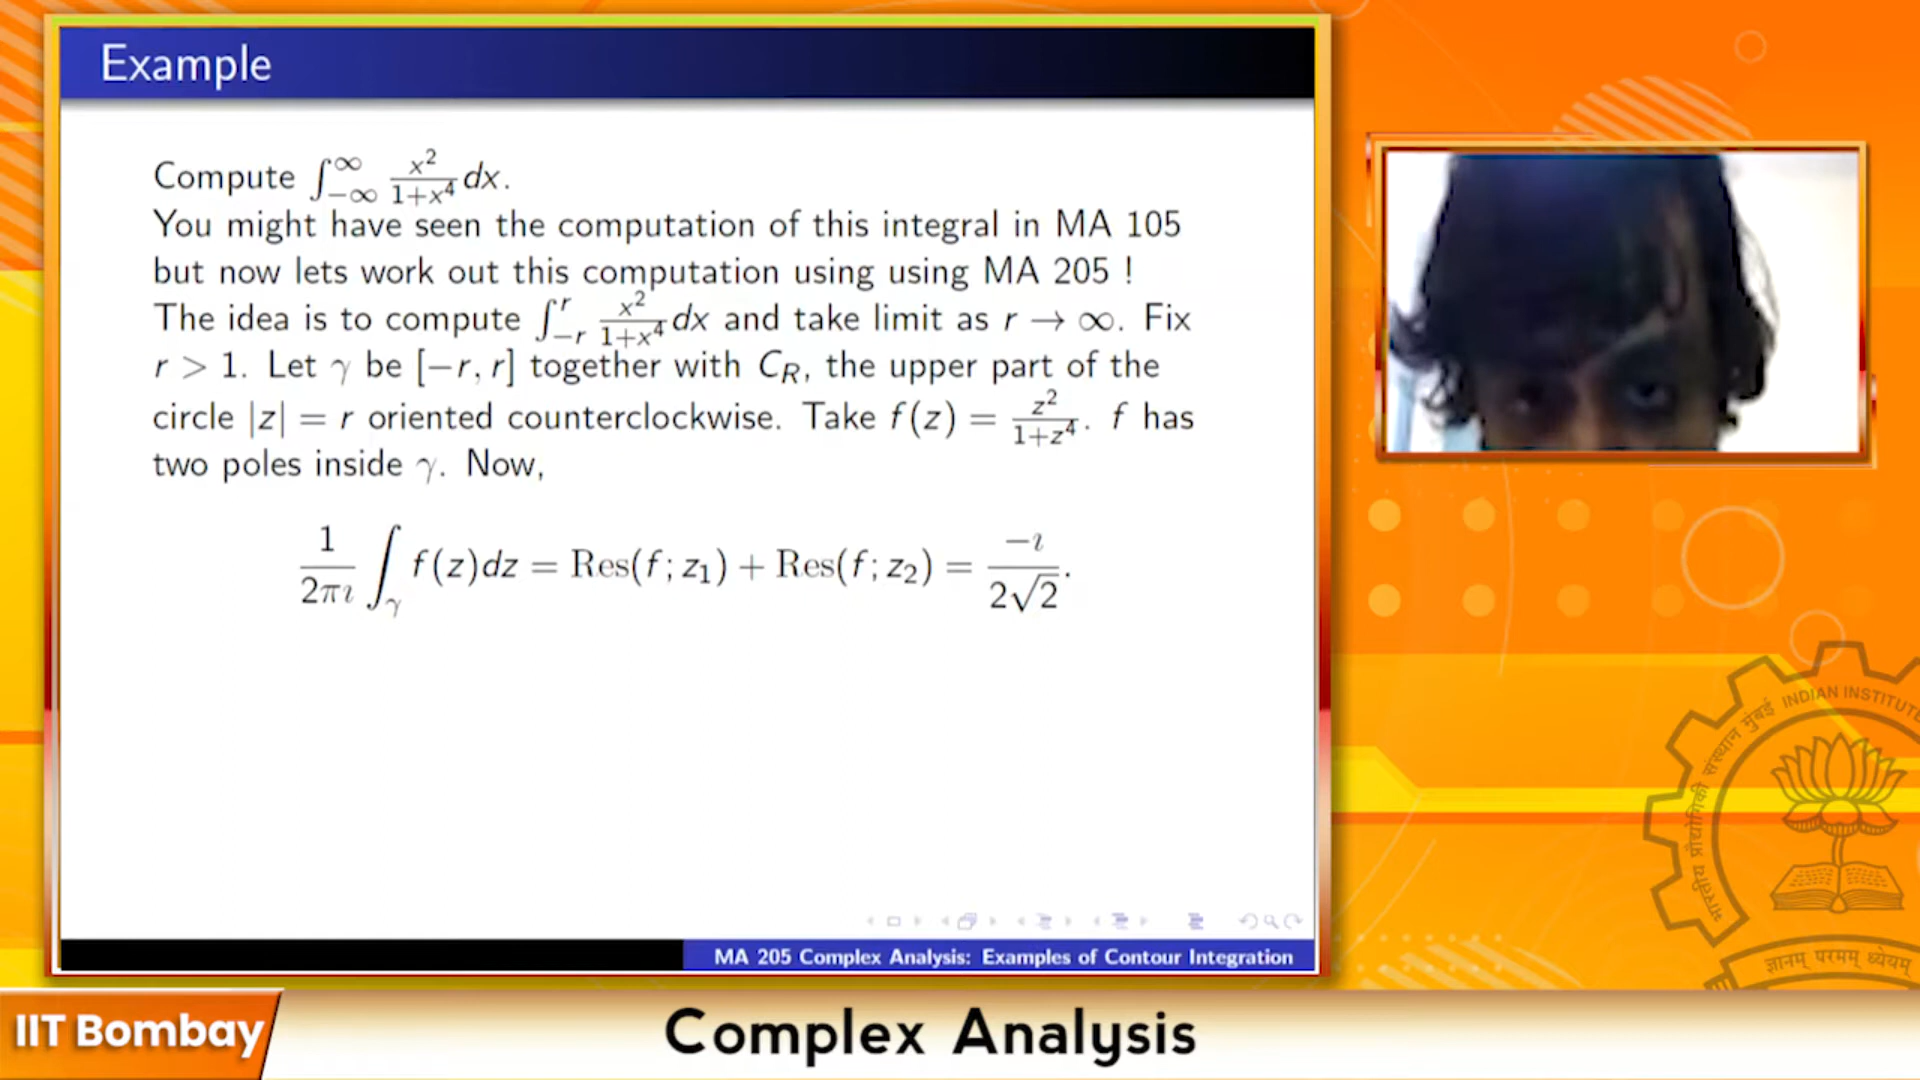 Example
Compute ∫_{-∞}^{∞} x²/(1+x⁴) dx.
You might have seen the computation of this integral in MA 105
but now lets work out this computation using using MA 205 !
The idea is to compute ∫_{-r}^{r} x²/(1+x⁴) dx and take limit as r → ∞. Fix
r > 1. Let γ be [−r, r] together with C_R, the upper part of the
circle |z| = r oriented counterclockwise. Take f(z) = z²/(1+z⁴). f has
two poles inside γ. Now,
1/(2πı) ∫_γ f(z)dz = Res(f; z₁) + Res(f; z₂) = −ı/(2√2).
MA 205 Complex Analysis: Examples of Contour Integration
भारतीय प्रौद्योगिकी संस्थान मुंबई INDIAN INSTITUTE
ज्ञानम् परमम् ध्येयम्
IIT Bombay
Complex Analysis